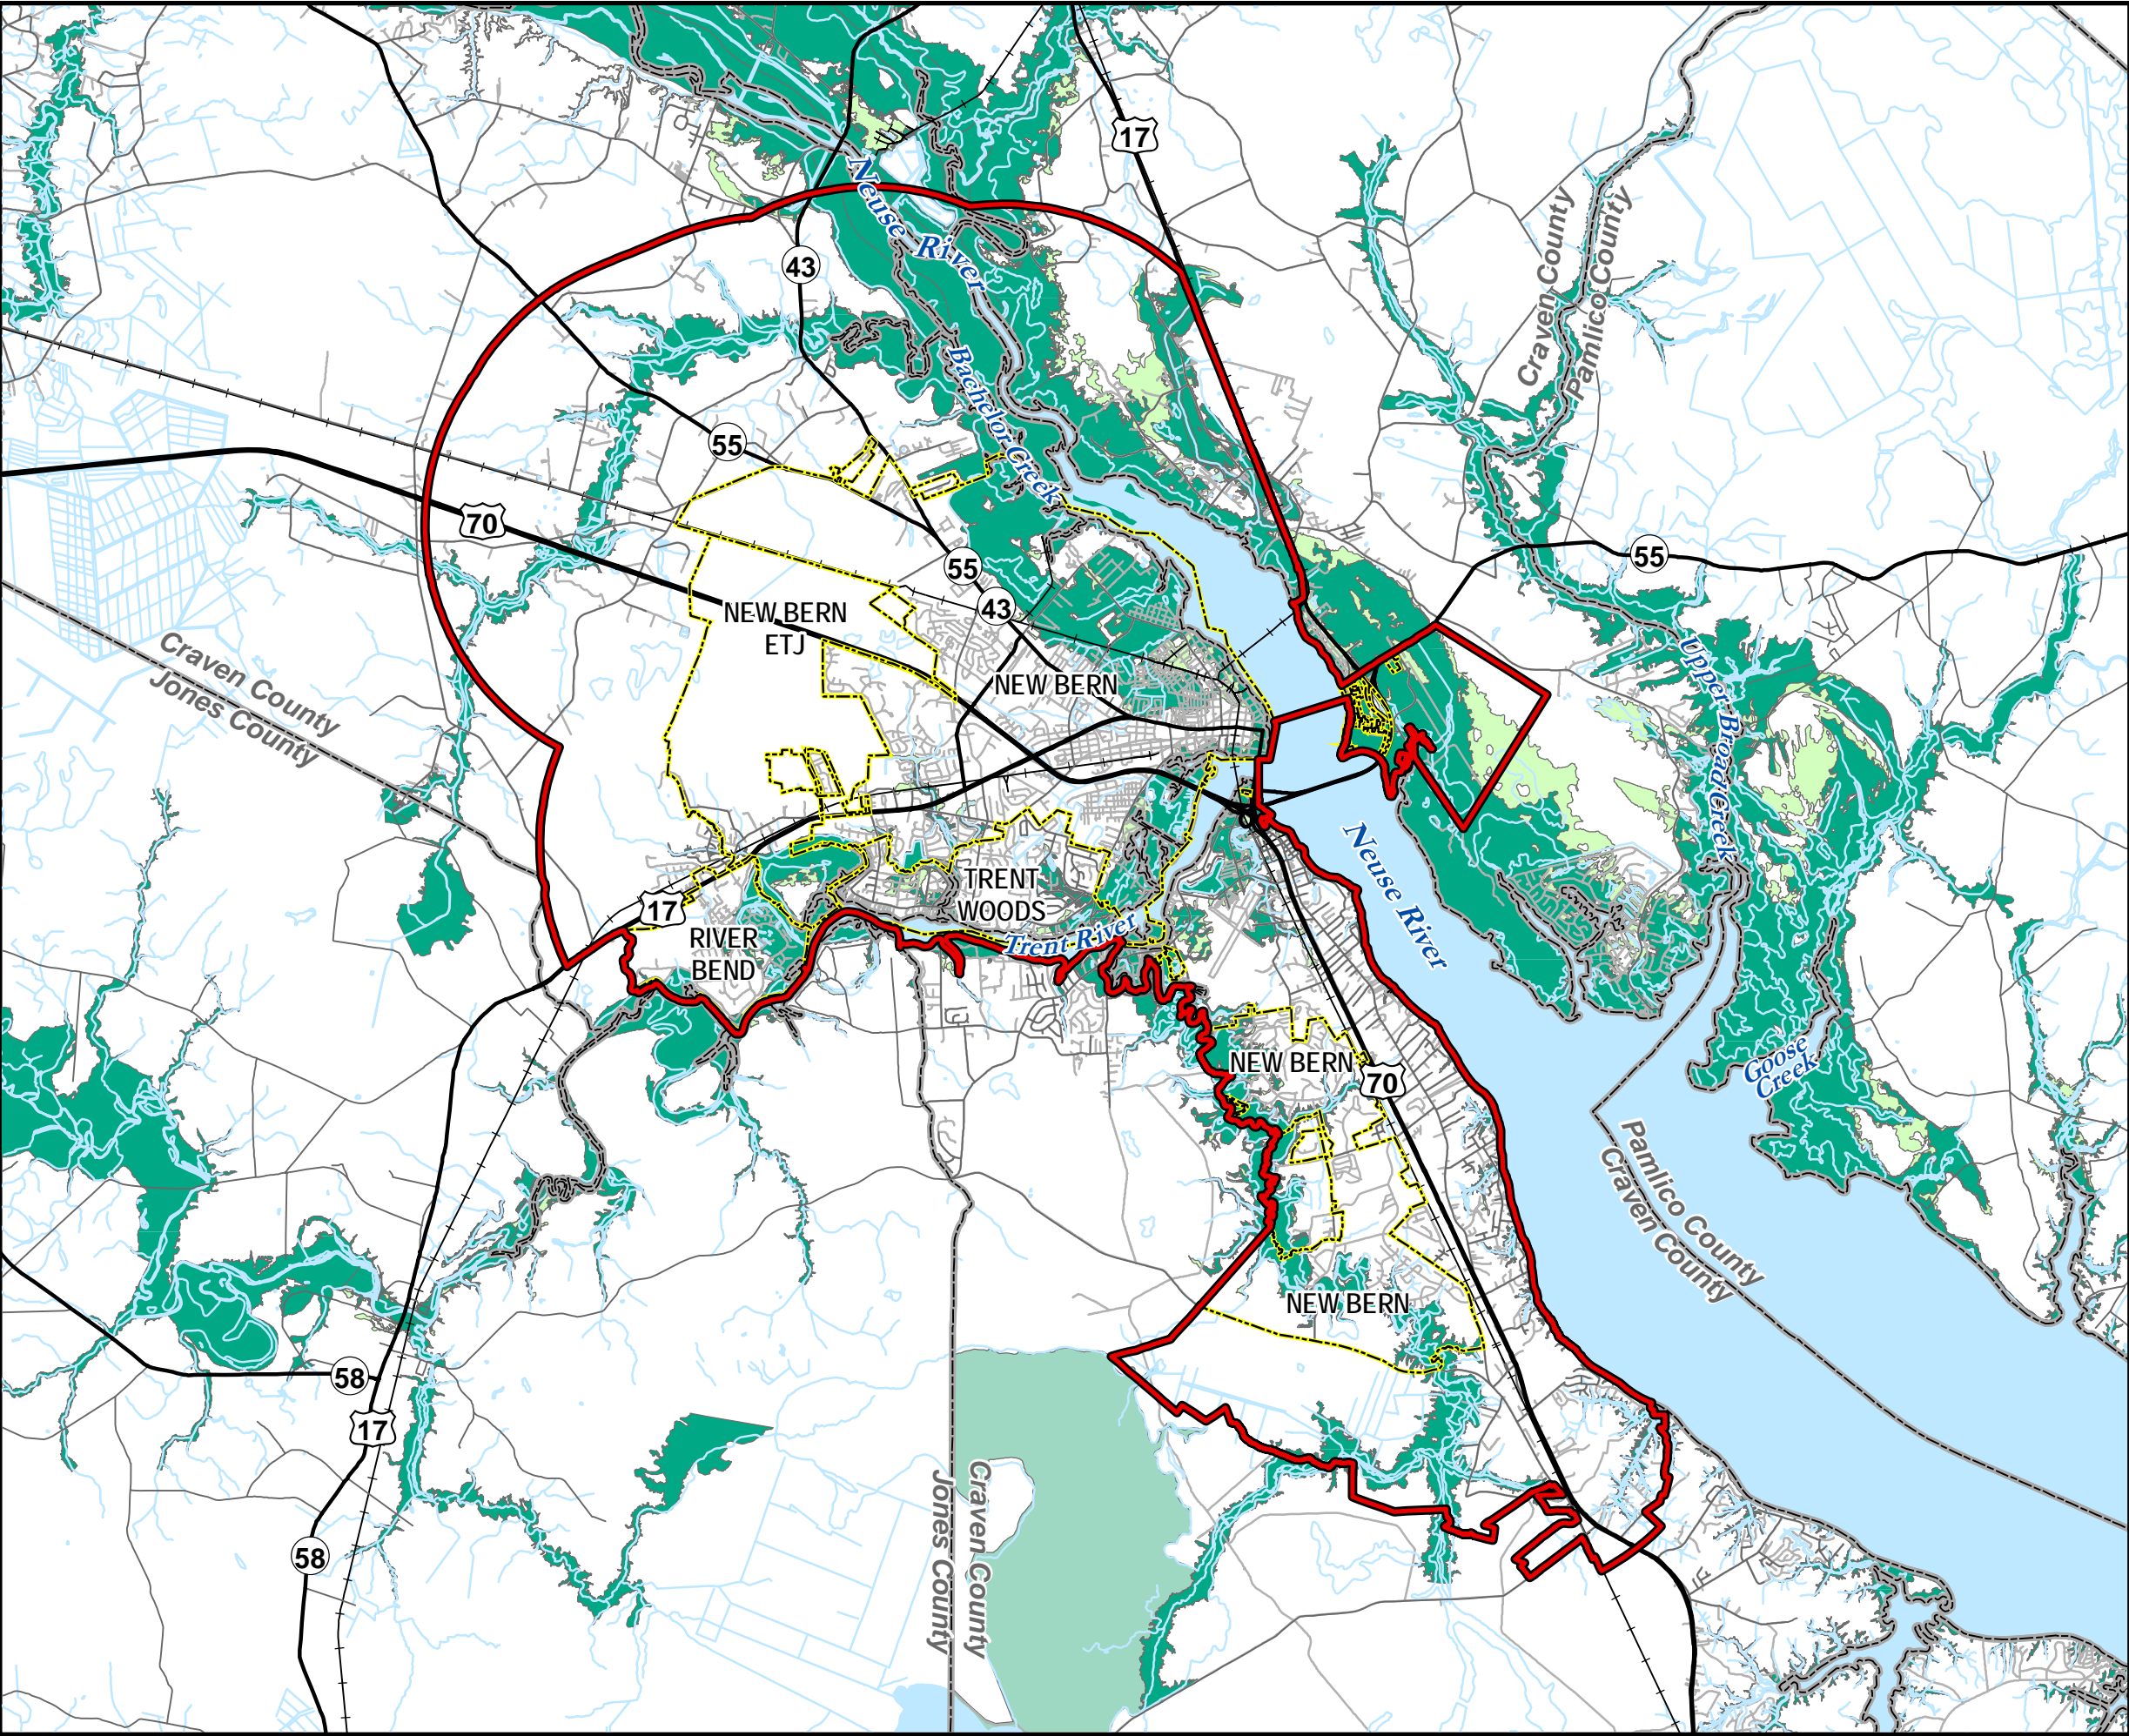 17
Neuse River
43
Craven County
Pamlico County
Bachelor Creek
55
70
55
55
NEW BERN
ETJ
43
Craven County
Jones County
NEW BERN
Upper Broad Creek
Neuse River
TRENT
WOODS
17
RIVER
BEND
Trent River
NEW BERN
70
Goose
Creek
Pamlico County
Craven County
NEW BERN
58
17
Craven County
Jones County
58